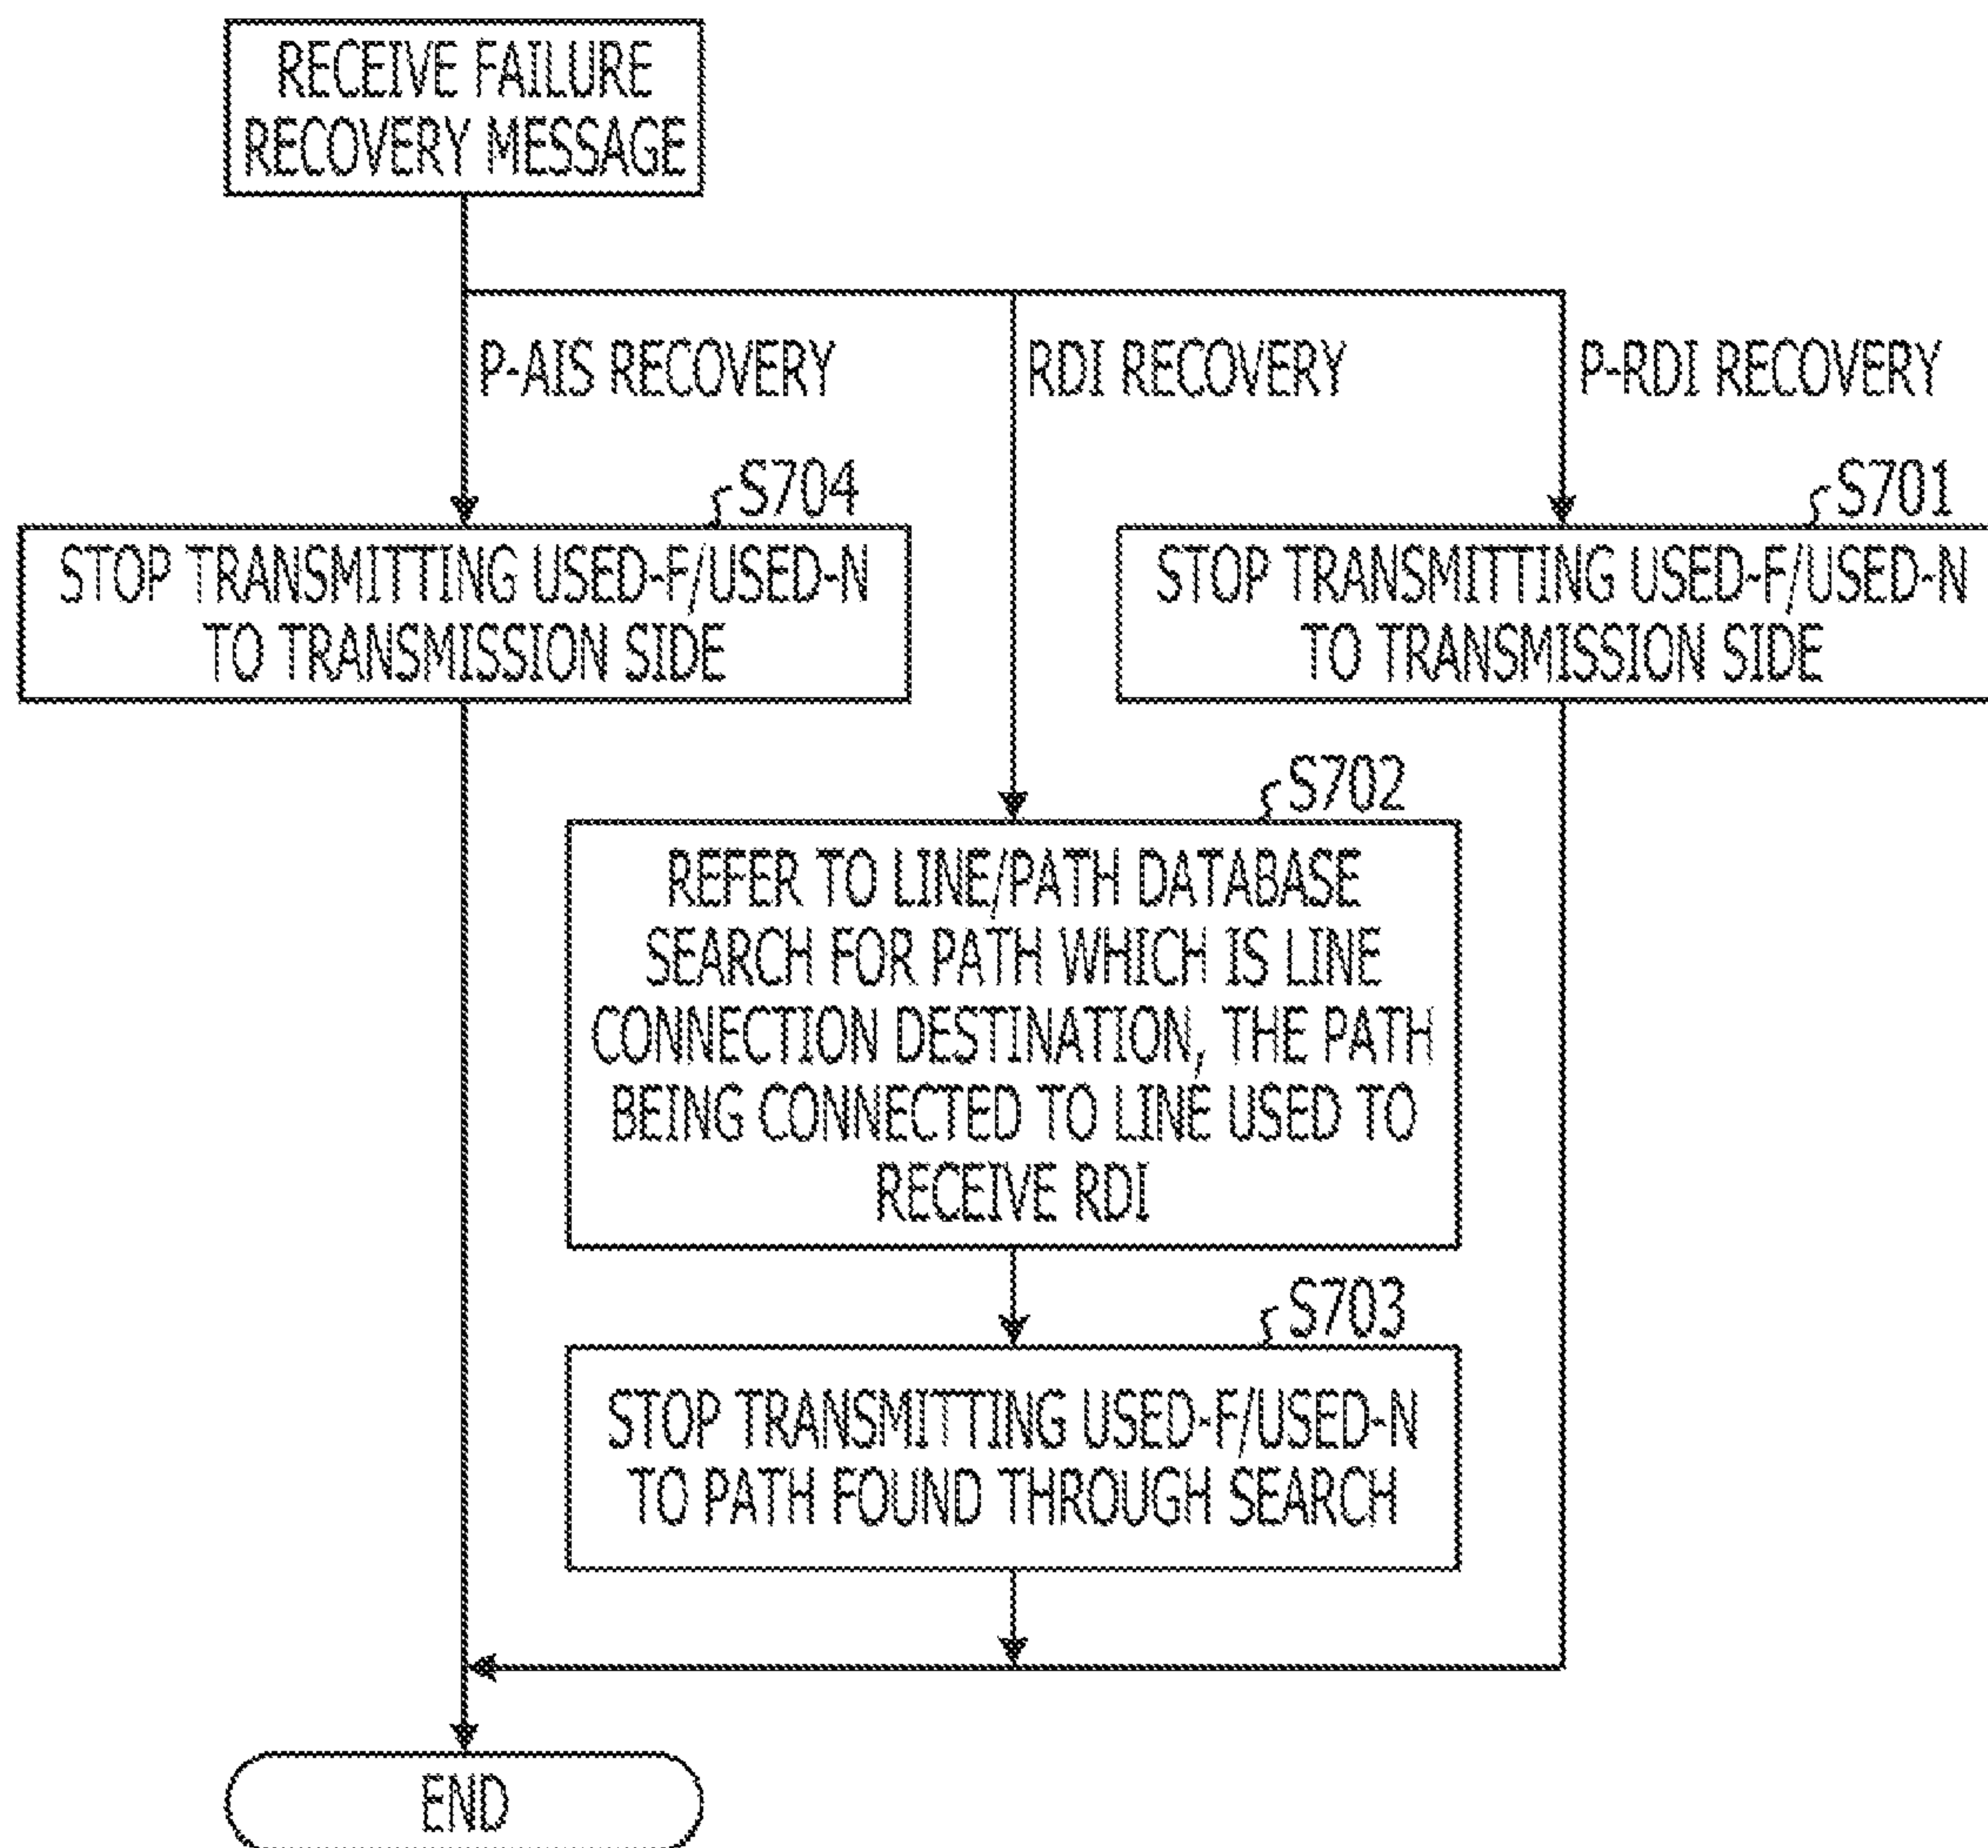 RECEIVE FAILURE
RECOVERY MESSAGE
P-AIS RECOVERY
RDI RECOVERY
P-RDI RECOVERY
S704
STOP TRANSMITTING USED-F/USED-N
TO TRANSMISSION SIDE
S701
STOP TRANSMITTING USED-F/USED-N
TO TRANSMISSION SIDE
S702
REFER TO LINE/PATH DATABASE
SEARCH FOR PATH WHICH IS LINE
CONNECTION DESTINATION, THE PATH
BEING CONNECTED TO LINE USED TO
RECEIVE RDI
S703
STOP TRANSMITTING USED-F/USED-N
TO PATH FOUND THROUGH SEARCH
END